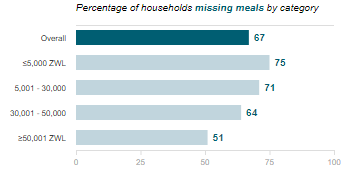 Percentage of households missing meals by category
Overall 67
≤5,000 ZWL 75
5,001 - 30,000 71
30,001 - 50,000 64
≥50,001 ZWL 51
0 25 50 75 100